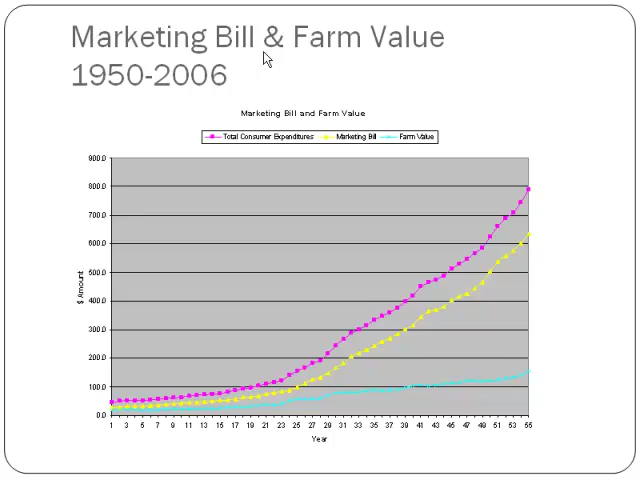 Marketing Bill & Farm Value
1950-2006
Marketing Bill and Farm Value
Total Consumer Expenditures Marketing Bill Farm Value
900.0
800.0
700.0
600.0
500.0
400.0
300.0
200.0
100.0
0.0
$ Amount
1 3 5 7 9 11 13 15 17 19 21 23 25 27 29 31 33 35 37 39 41 43 45 47 49 51 53 55
Year